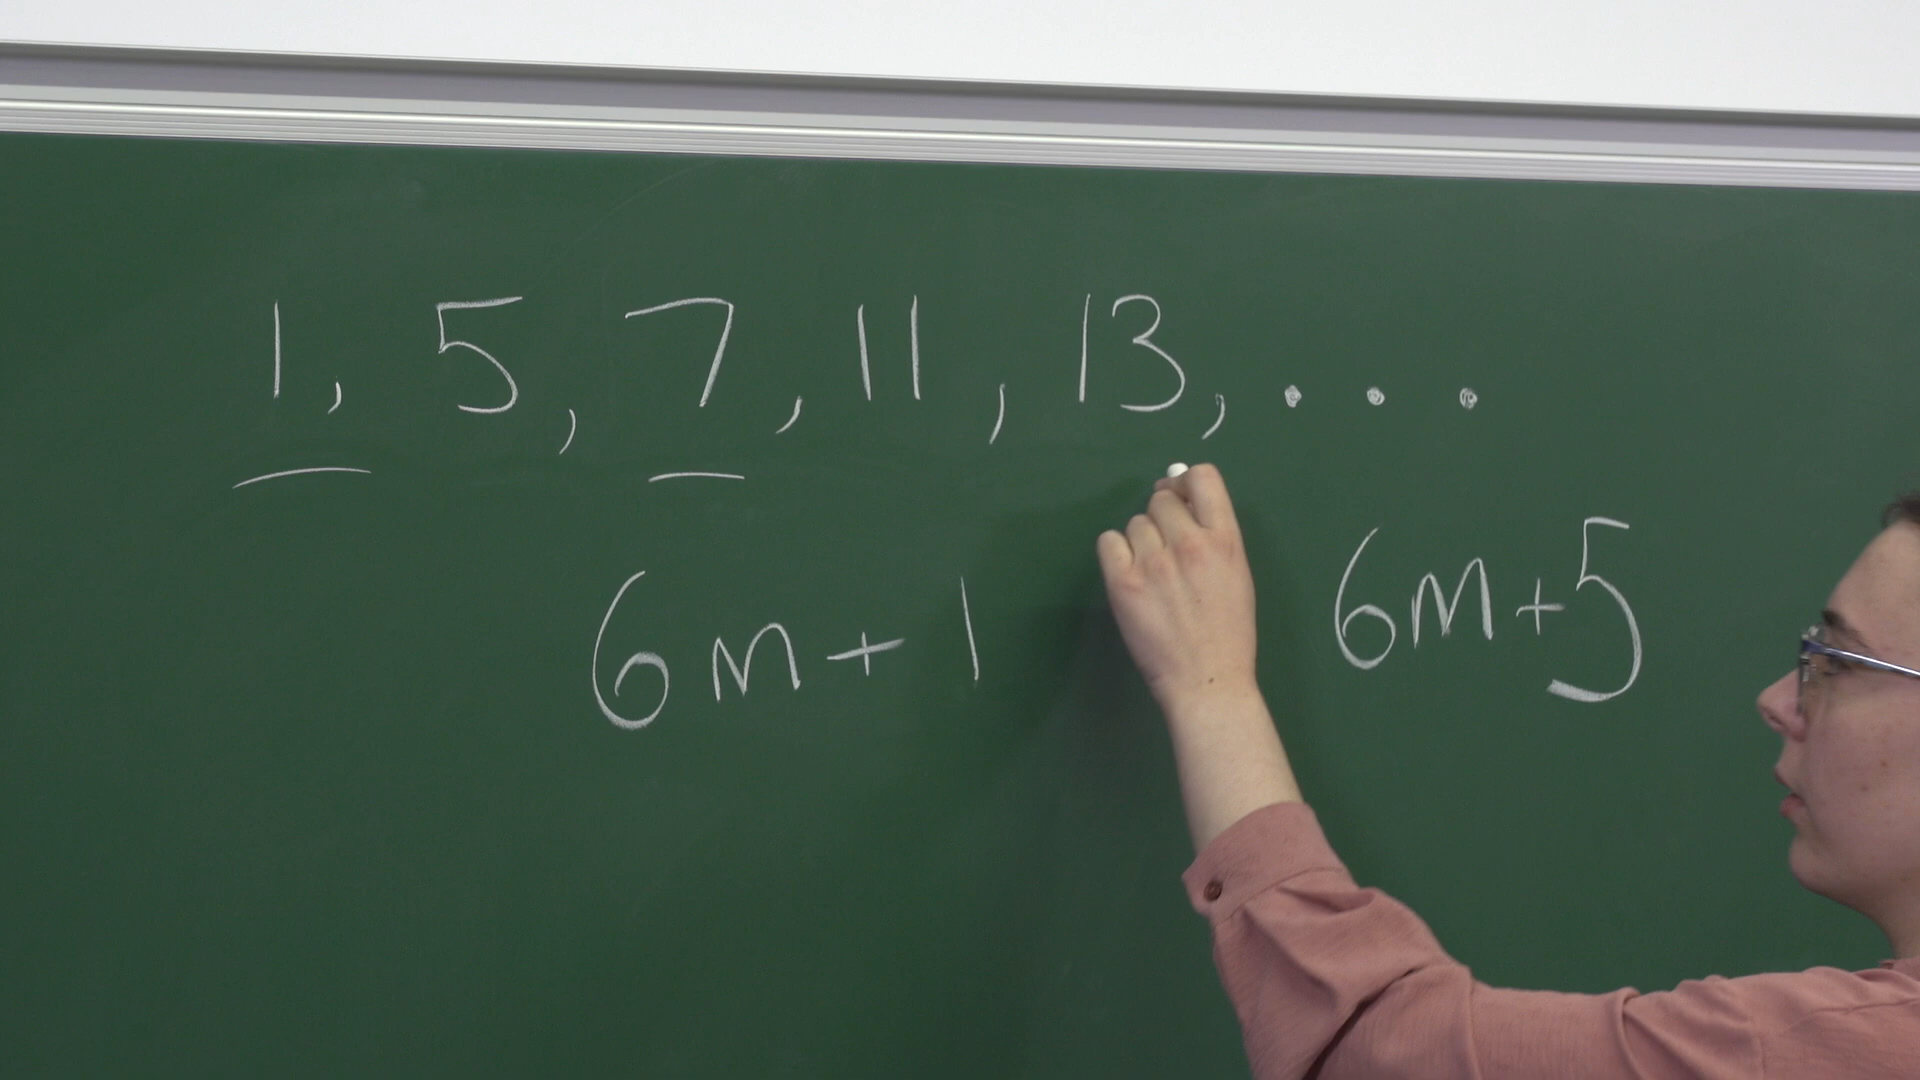 1, 5, 7, 11, 13, . . .
6m+1 6m+5